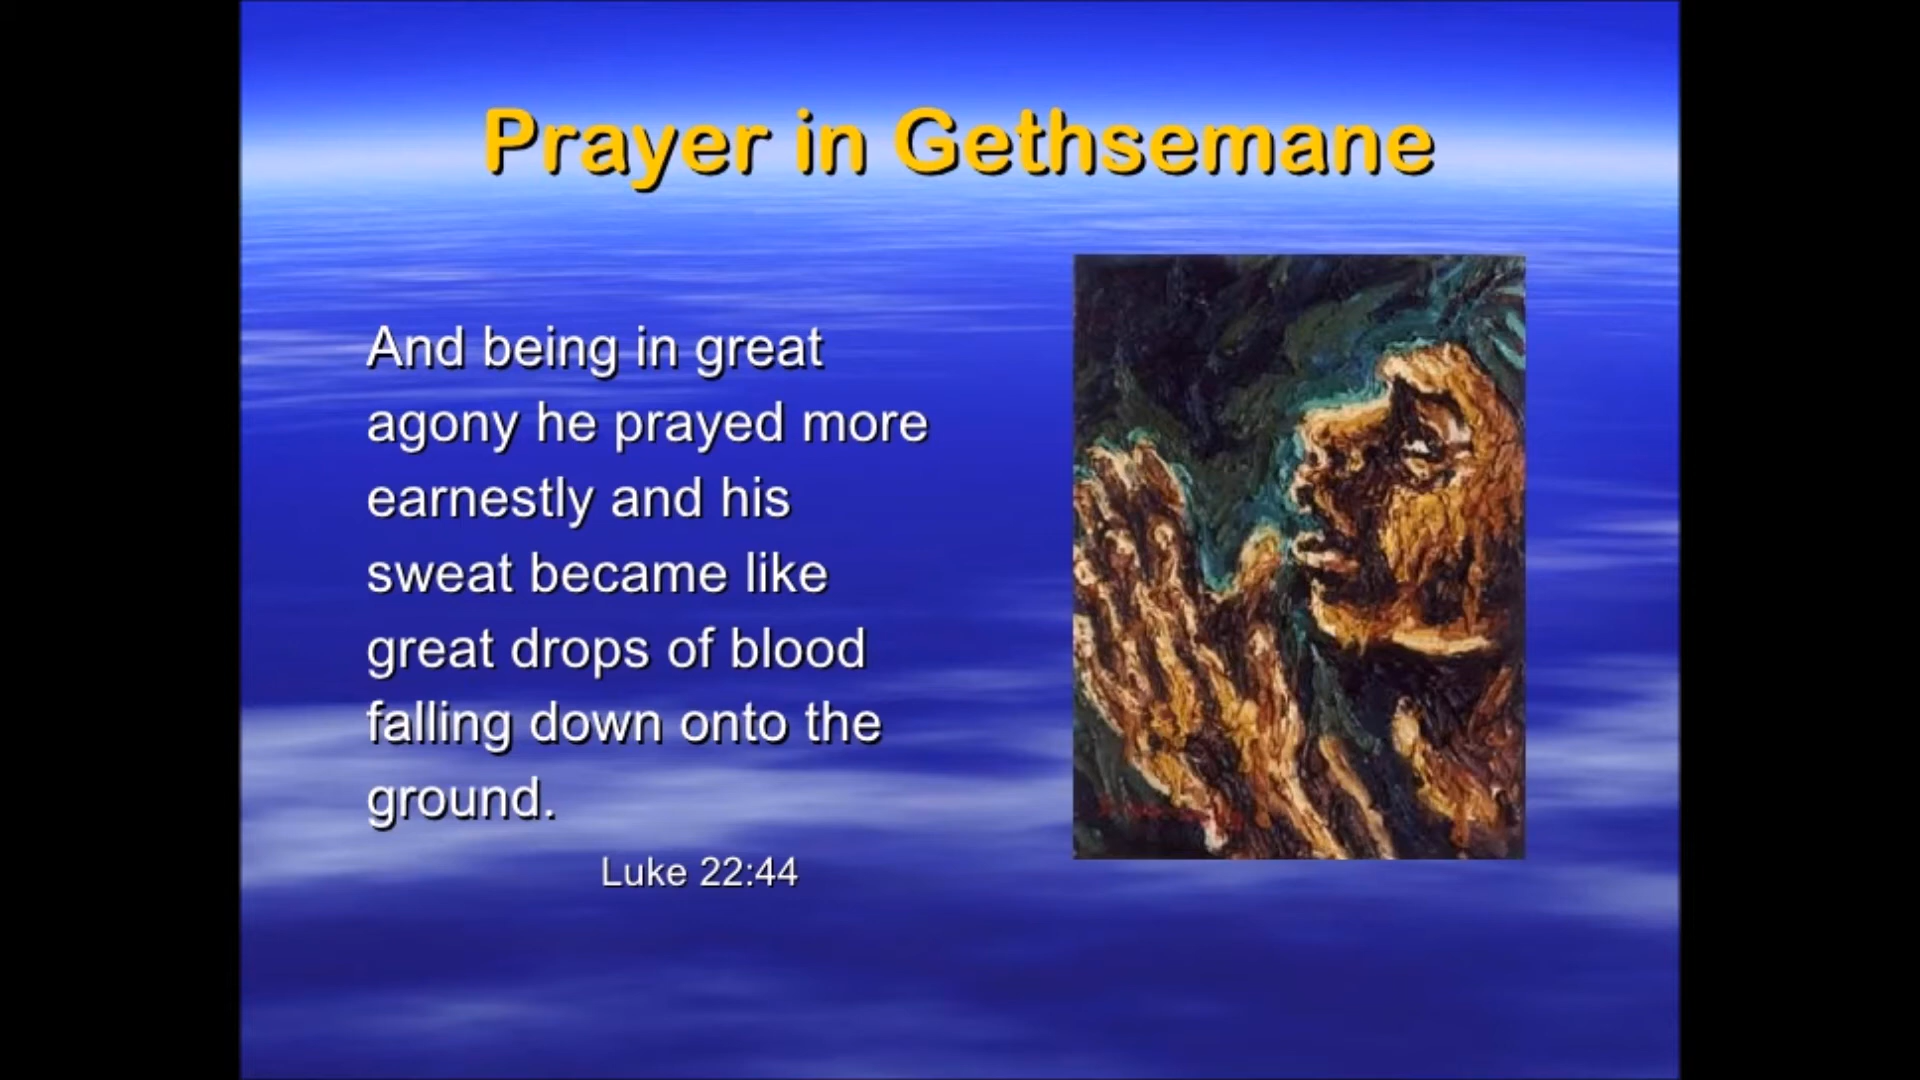 Prayer in Gethsemane
And being in great
agony he prayed more
earnestly and his
sweat became like
great drops of blood
falling down onto the
ground.
Luke 22:44